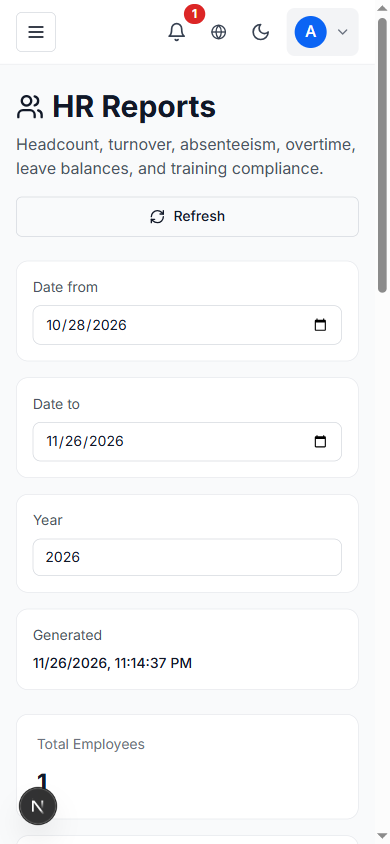 1
A
HR Reports
Headcount, turnover, absenteeism, overtime,
leave balances, and training compliance.
Refresh
Date from
10/28/2026
Date to
11/26/2026
Year
2026
Generated
11/26/2026, 11:14:37 PM
Total Employees
1
N